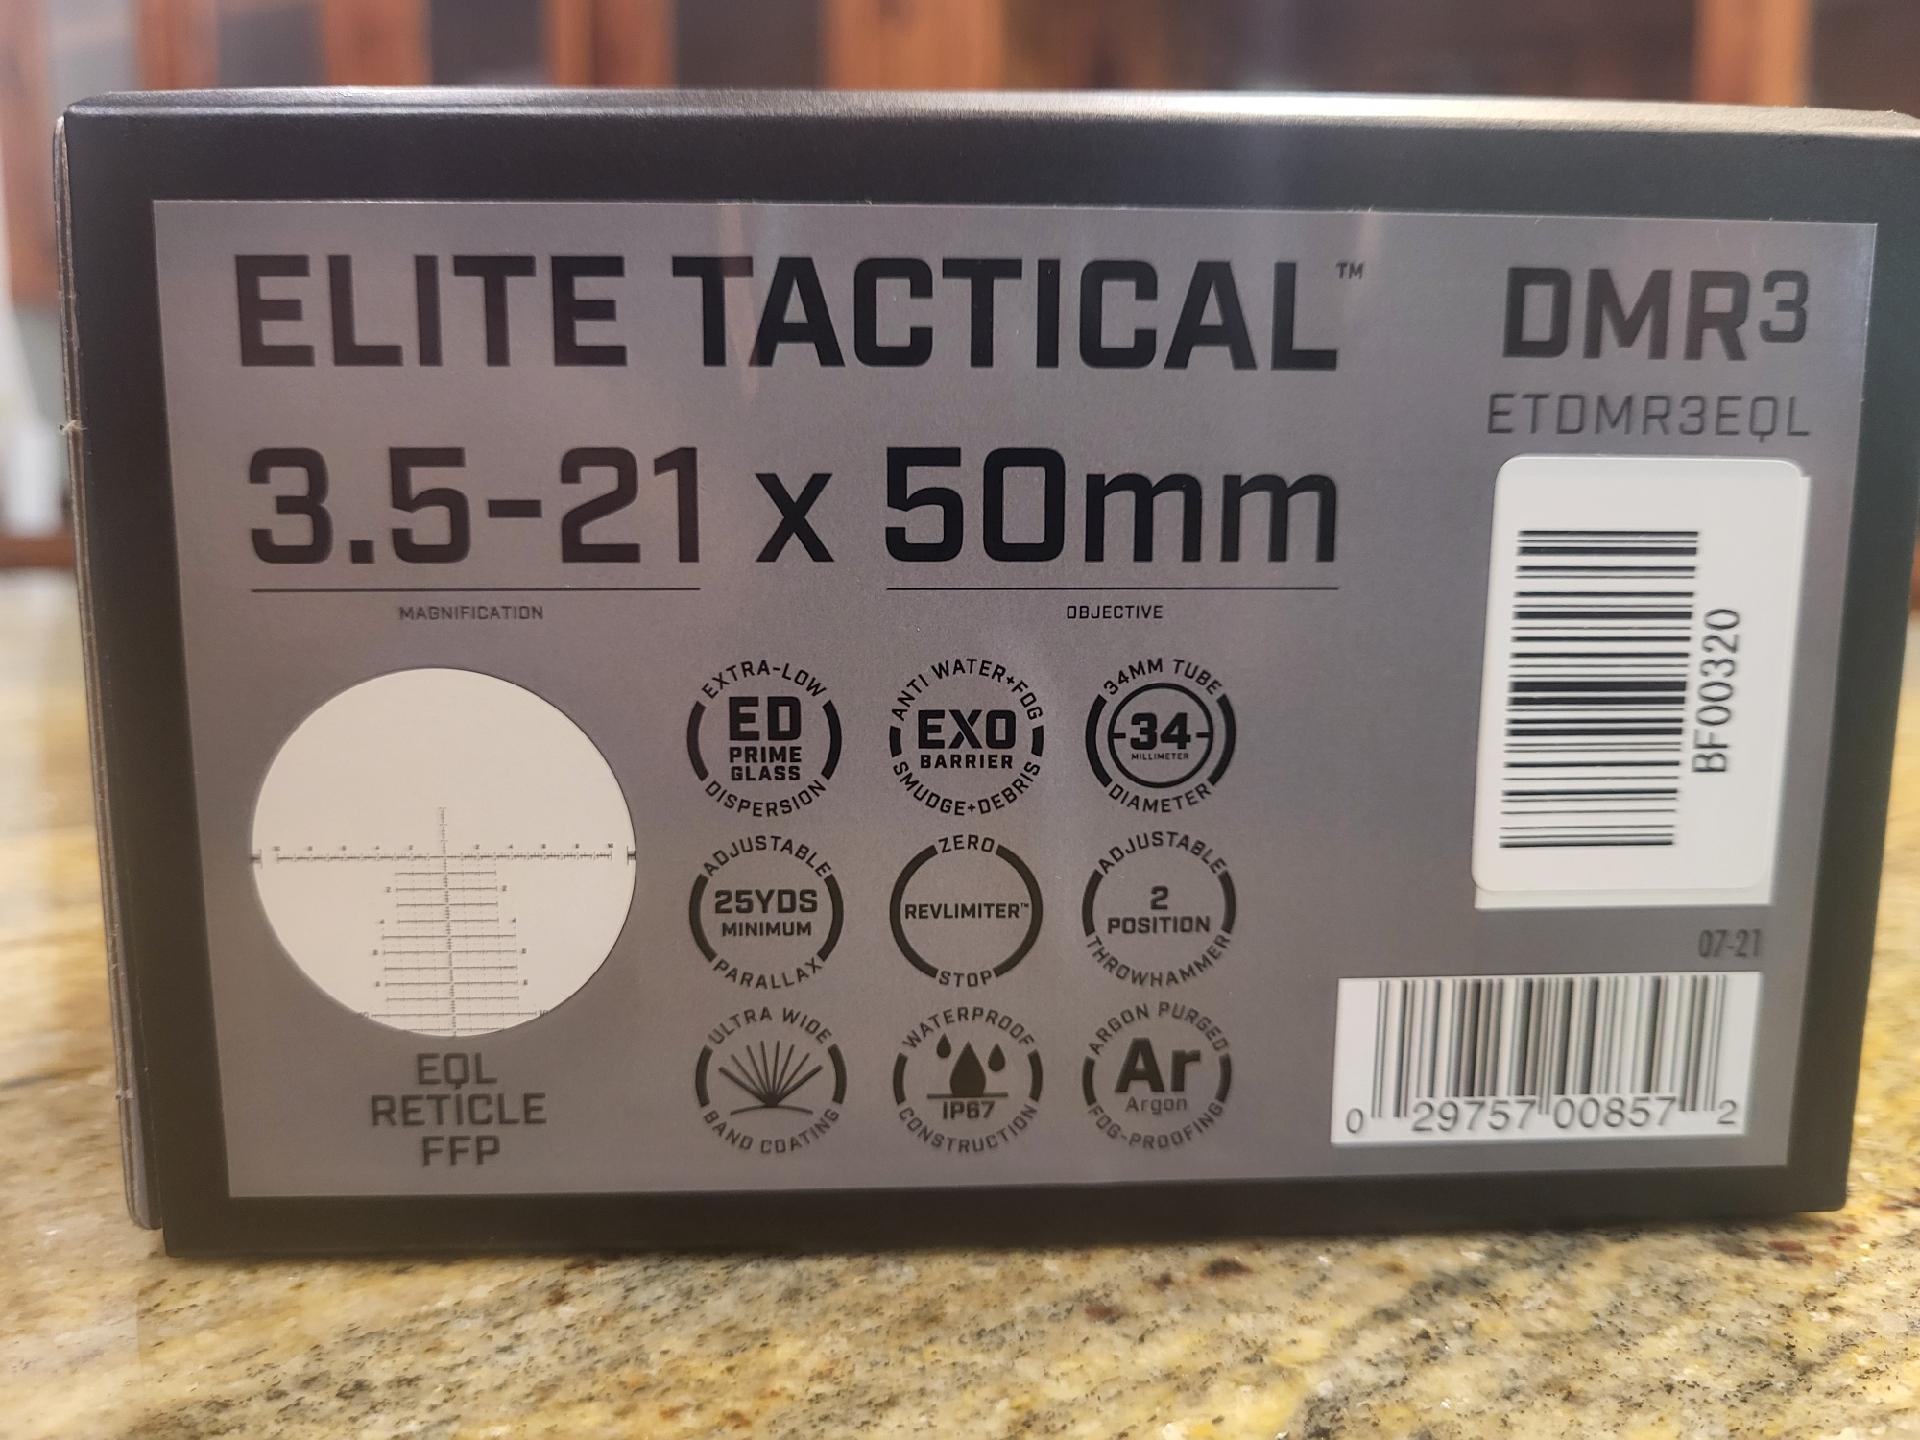 ELITE TACTICAL™
DMR3
ETDMR3EQL
3.5-21 x 50mm
MAGNIFICATION
OBJECTIVE
BF00320
EXTRA-LOW
ED
PRIME
GLASS
DISPERSION
ANTI WATER+FOG
EXO
BARRIER
SMUDGE+DEBRIS
34MM TUBE
-34-
MILLIMETER
DIAMETER
ADJUSTABLE
25YDS
MINIMUM
PARALLAX
ZERO
REVLIMITER™
STOP
ADJUSTABLE
2
POSITION
THROWHAMMER
07-21
ULTRA WIDE
BAND COATING
WATERPROOF
IP67
CONSTRUCTION
ARGON PURGED
Ar
Argon
FOG-PROOFING
EQL
RETICLE
FFP
0 29757 00857 2